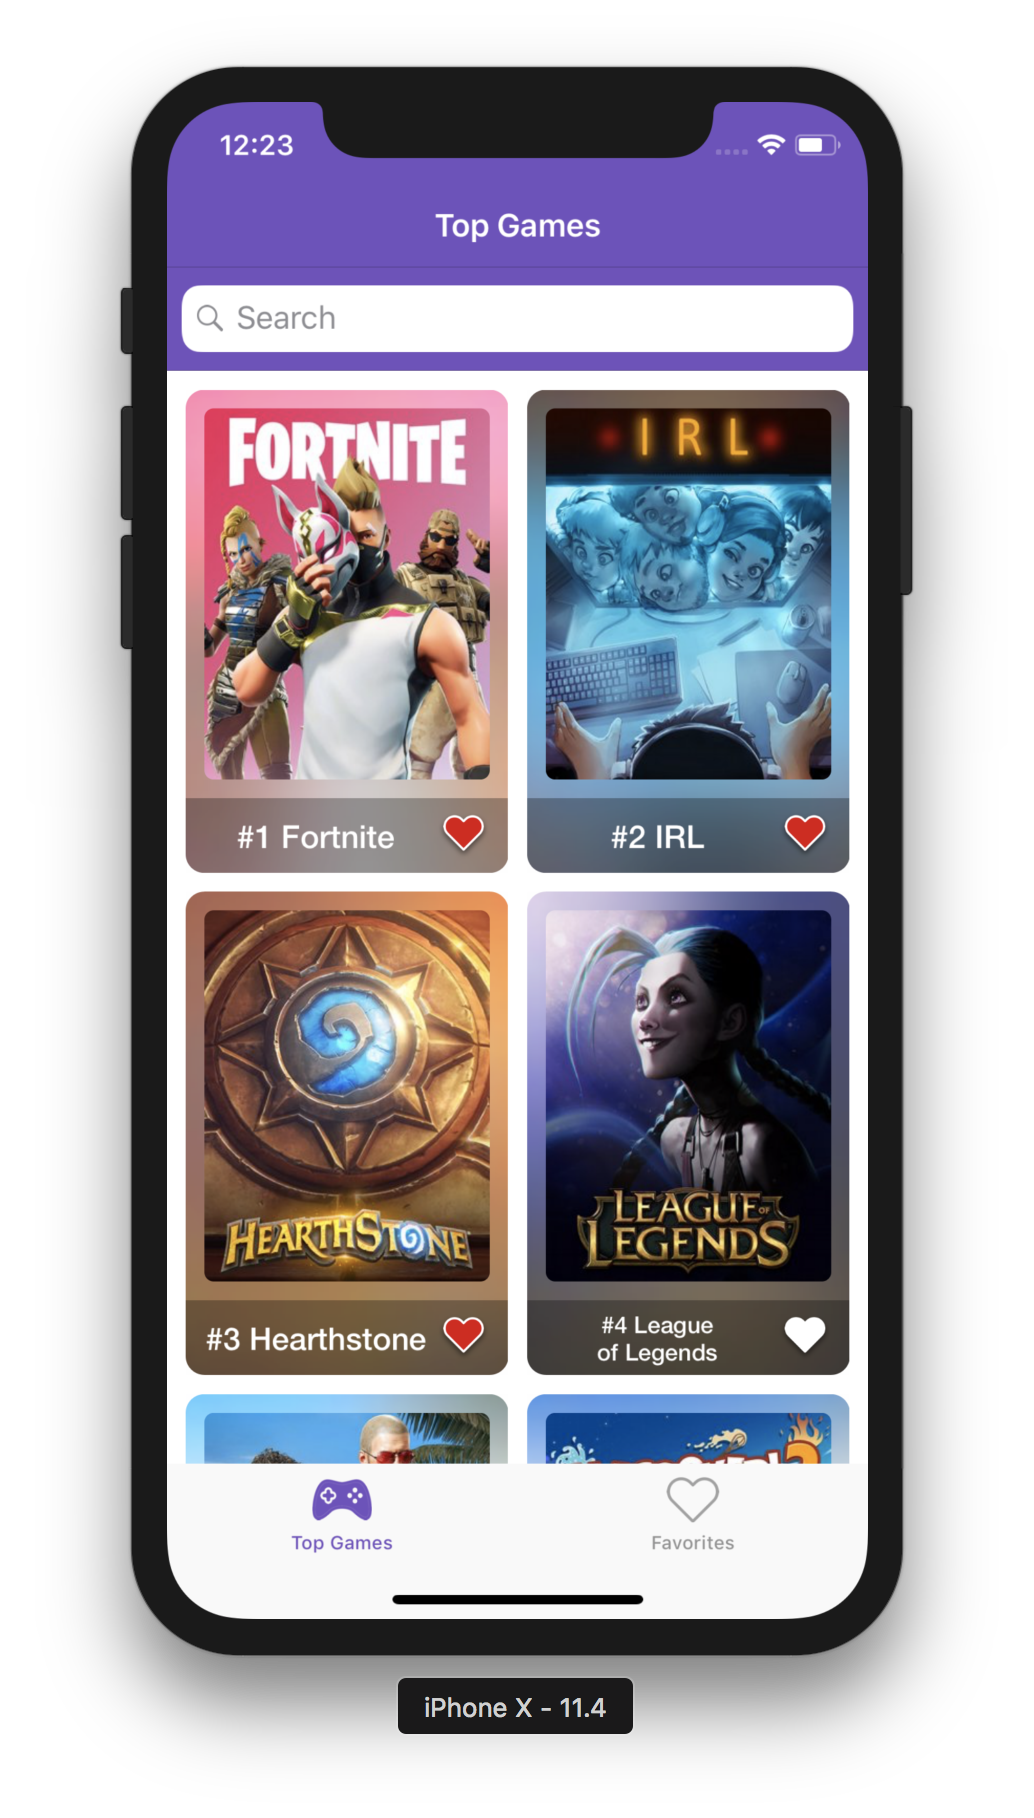 12:23
Top Games
Search
FORTNITE
IRL
#1 Fortnite
#2 IRL
HEARTHSTONE
LEAGUE OF
LEGENDS
#3 Hearthstone
#4 League
of Legends
Top Games
Favorites
iPhone X - 11.4